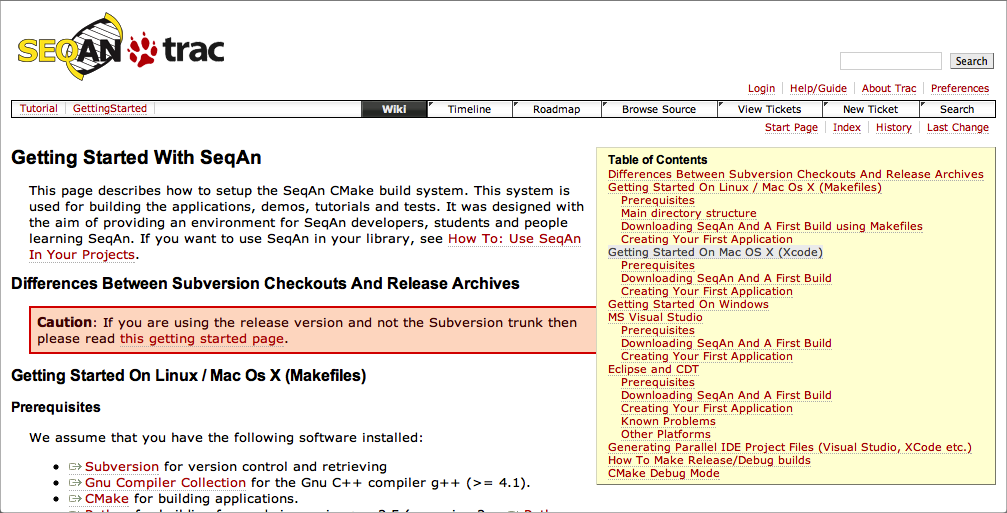 SEQAN trac
Search
Login Help/Guide About Trac Preferences
Tutorial GettingStarted Wiki Timeline Roadmap Browse Source View Tickets New Ticket Search
Start Page Index History Last Change
Getting Started With SeqAn
This page describes how to setup the SeqAn CMake build system. This system is
used for building the applications, demos, tutorials and tests. It was designed with
the aim of providing an environment for SeqAn developers, students and people
learning SeqAn. If you want to use SeqAn in your library, see How To: Use SeqAn
In Your Projects.
Differences Between Subversion Checkouts And Release Archives
Caution: If you are using the release version and not the Subversion trunk then
please read this getting started page.
Getting Started On Linux / Mac Os X (Makefiles)
Prerequisites
We assume that you have the following software installed:
Subversion for version control and retrieving
Gnu Compiler Collection for the Gnu C++ compiler g++ (>= 4.1).
CMake for building applications.
Table of Contents
Differences Between Subversion Checkouts And Release Archives
Getting Started On Linux / Mac Os X (Makefiles)
Prerequisites
Main directory structure
Downloading SeqAn And A First Build using Makefiles
Creating Your First Application
Getting Started On Mac OS X (Xcode)
Prerequisites
Downloading SeqAn And A First Build
Creating Your First Application
Getting Started On Windows
MS Visual Studio
Prerequisites
Downloading SeqAn And A First Build
Creating Your First Application
Eclipse and CDT
Prerequisites
Downloading SeqAn And A First Build
Creating Your First Application
Known Problems
Other Platforms
Generating Parallel IDE Project Files (Visual Studio, XCode etc.)
How To Make Release/Debug builds
CMake Debug Mode